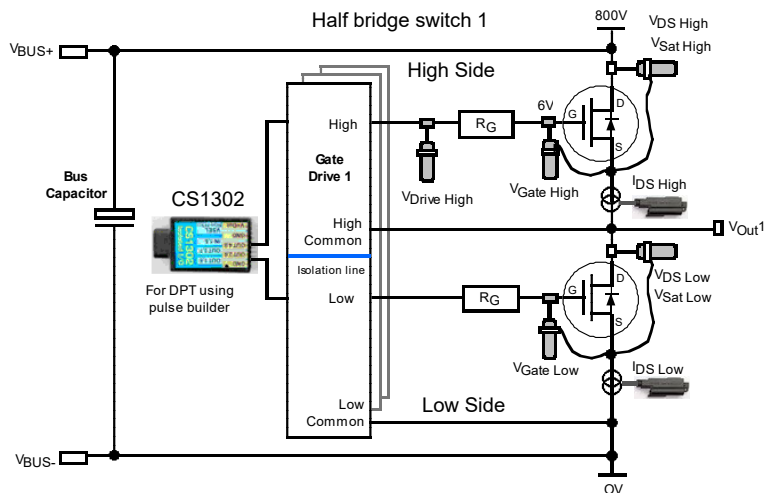 Half bridge switch 1
800V
VDS High
VSat High
VBUS+
High Side
High
Gate
Drive 1
RG
6V
G
D
S
VDrive High
VGate High
IDS High
Bus
Capacitor
CS1302
CS1302
High
Common
VOut1
Isolation line
For DPT using
pulse builder
Low
RG
G
D
S
VDS Low
VSat Low
VGate Low
IDS Low
Low
Common
Low Side
VBUS-
0V